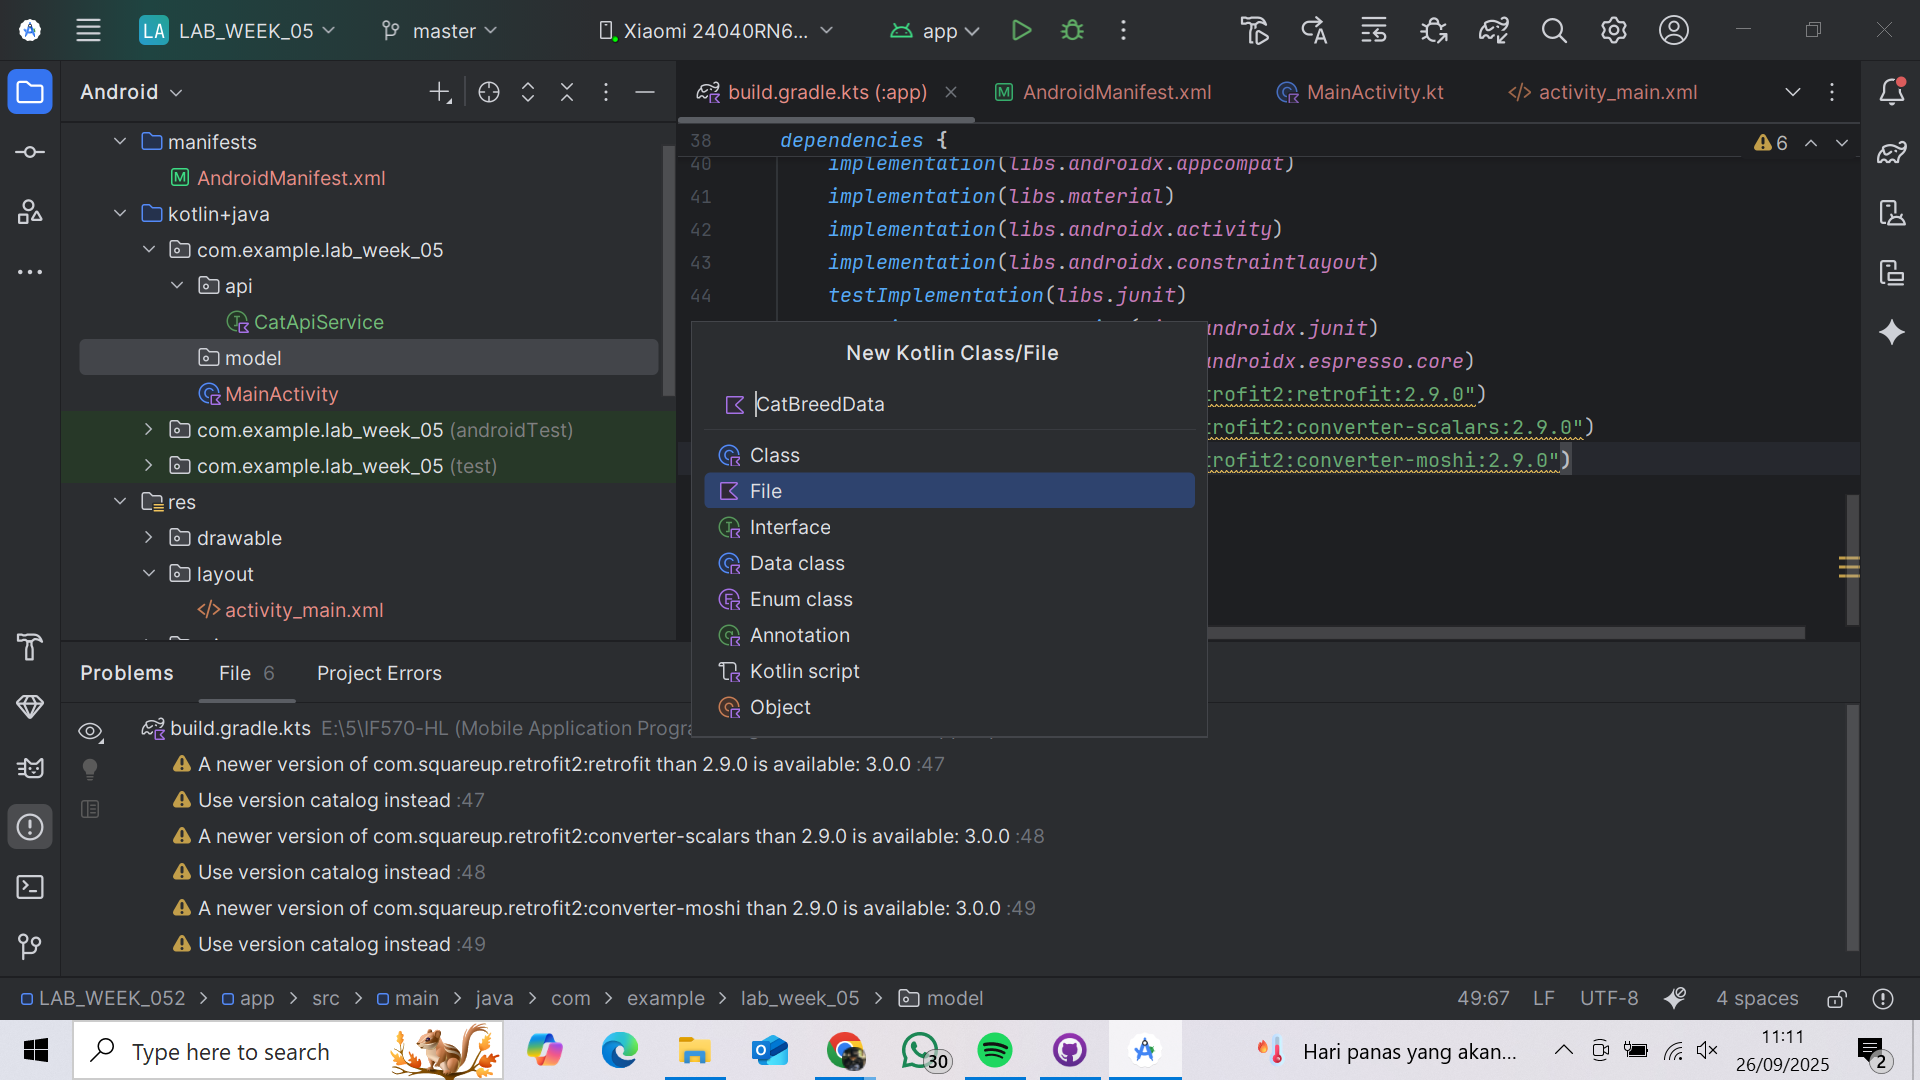 LA LAB_WEEK_05 master Xiaomi 24040RN6... app
Android
build.gradle.kts (:app) AndroidManifest.xml MainActivity.kt activity_main.xml
manifests
AndroidManifest.xml
kotlin+java
com.example.lab_week_05
api
CatApiService
model
MainActivity
com.example.lab_week_05 (androidTest)
com.example.lab_week_05 (test)
res
drawable
layout
activity_main.xml
38 dependencies {
6
40 implementation(libs.androidx.appcompat)
41 implementation(libs.material)
42 implementation(libs.androidx.activity)
43 implementation(libs.androidx.constraintlayout)
44 testImplementation(libs.junit)
ndroidx.junit)
ndroidx.espresso.core)
trofit2:retrofit:2.9.0")
trofit2:converter-scalars:2.9.0")
trofit2:converter-moshi:2.9.0")
New Kotlin Class/File
CatBreedData
Class
File
Interface
Data class
Enum class
Annotation
Kotlin script
Object
Problems File 6 Project Errors
build.gradle.kts E:\5\IF570-HL (Mobile Application Progra
A newer version of com.squareup.retrofit2:retrofit than 2.9.0 is available: 3.0.0 :47
Use version catalog instead :47
A newer version of com.squareup.retrofit2:converter-scalars than 2.9.0 is available: 3.0.0 :48
Use version catalog instead :48
A newer version of com.squareup.retrofit2:converter-moshi than 2.9.0 is available: 3.0.0 :49
Use version catalog instead :49
LAB_WEEK_052 > app > src > main > java > com > example > lab_week_05 > model
49:67 LF UTF-8 4 spaces
Type here to search
30
Hari panas yang akan...
11:11
26/09/2025
2